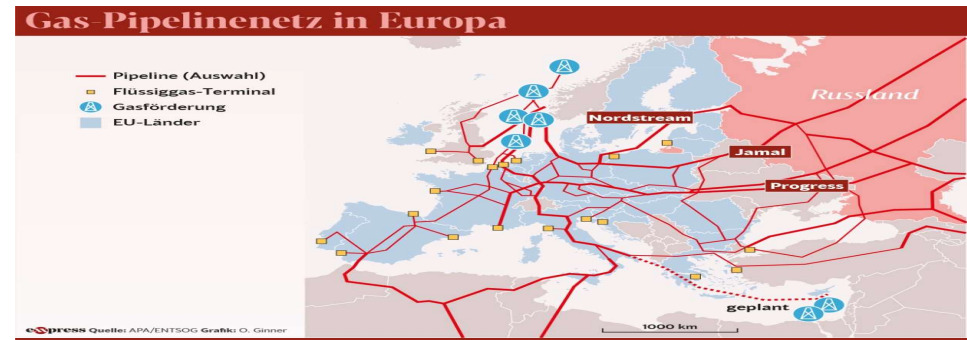 Gas-Pipelinenetz in Europa
Pipeline (Auswahl)
Flüssiggas-Terminal
Gasförderung
EU-Länder
Russland
Nordstream
Jamal
Progress
geplant
1000 km
eXXpress Quelle: APA/ENTSOG Grafik: O. Ginner